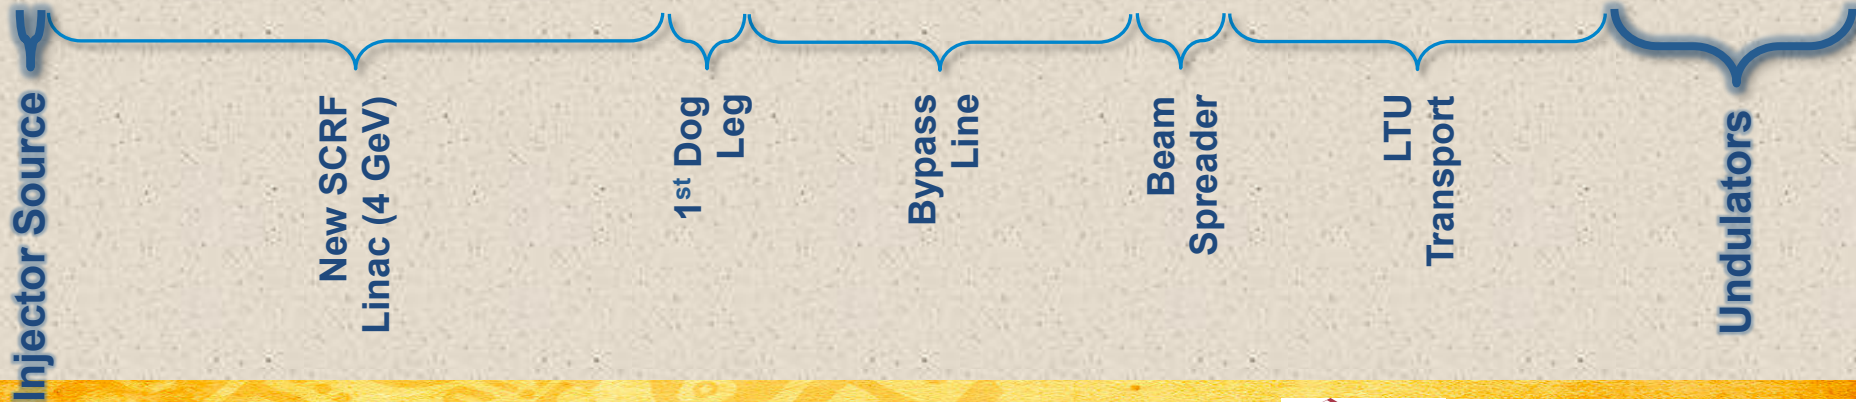 Injector Source
New SCRF
Linac (4 GeV)
1st Dog
Leg
Bypass
Line
Beam
Spreader
LTU
Transport
Undulators